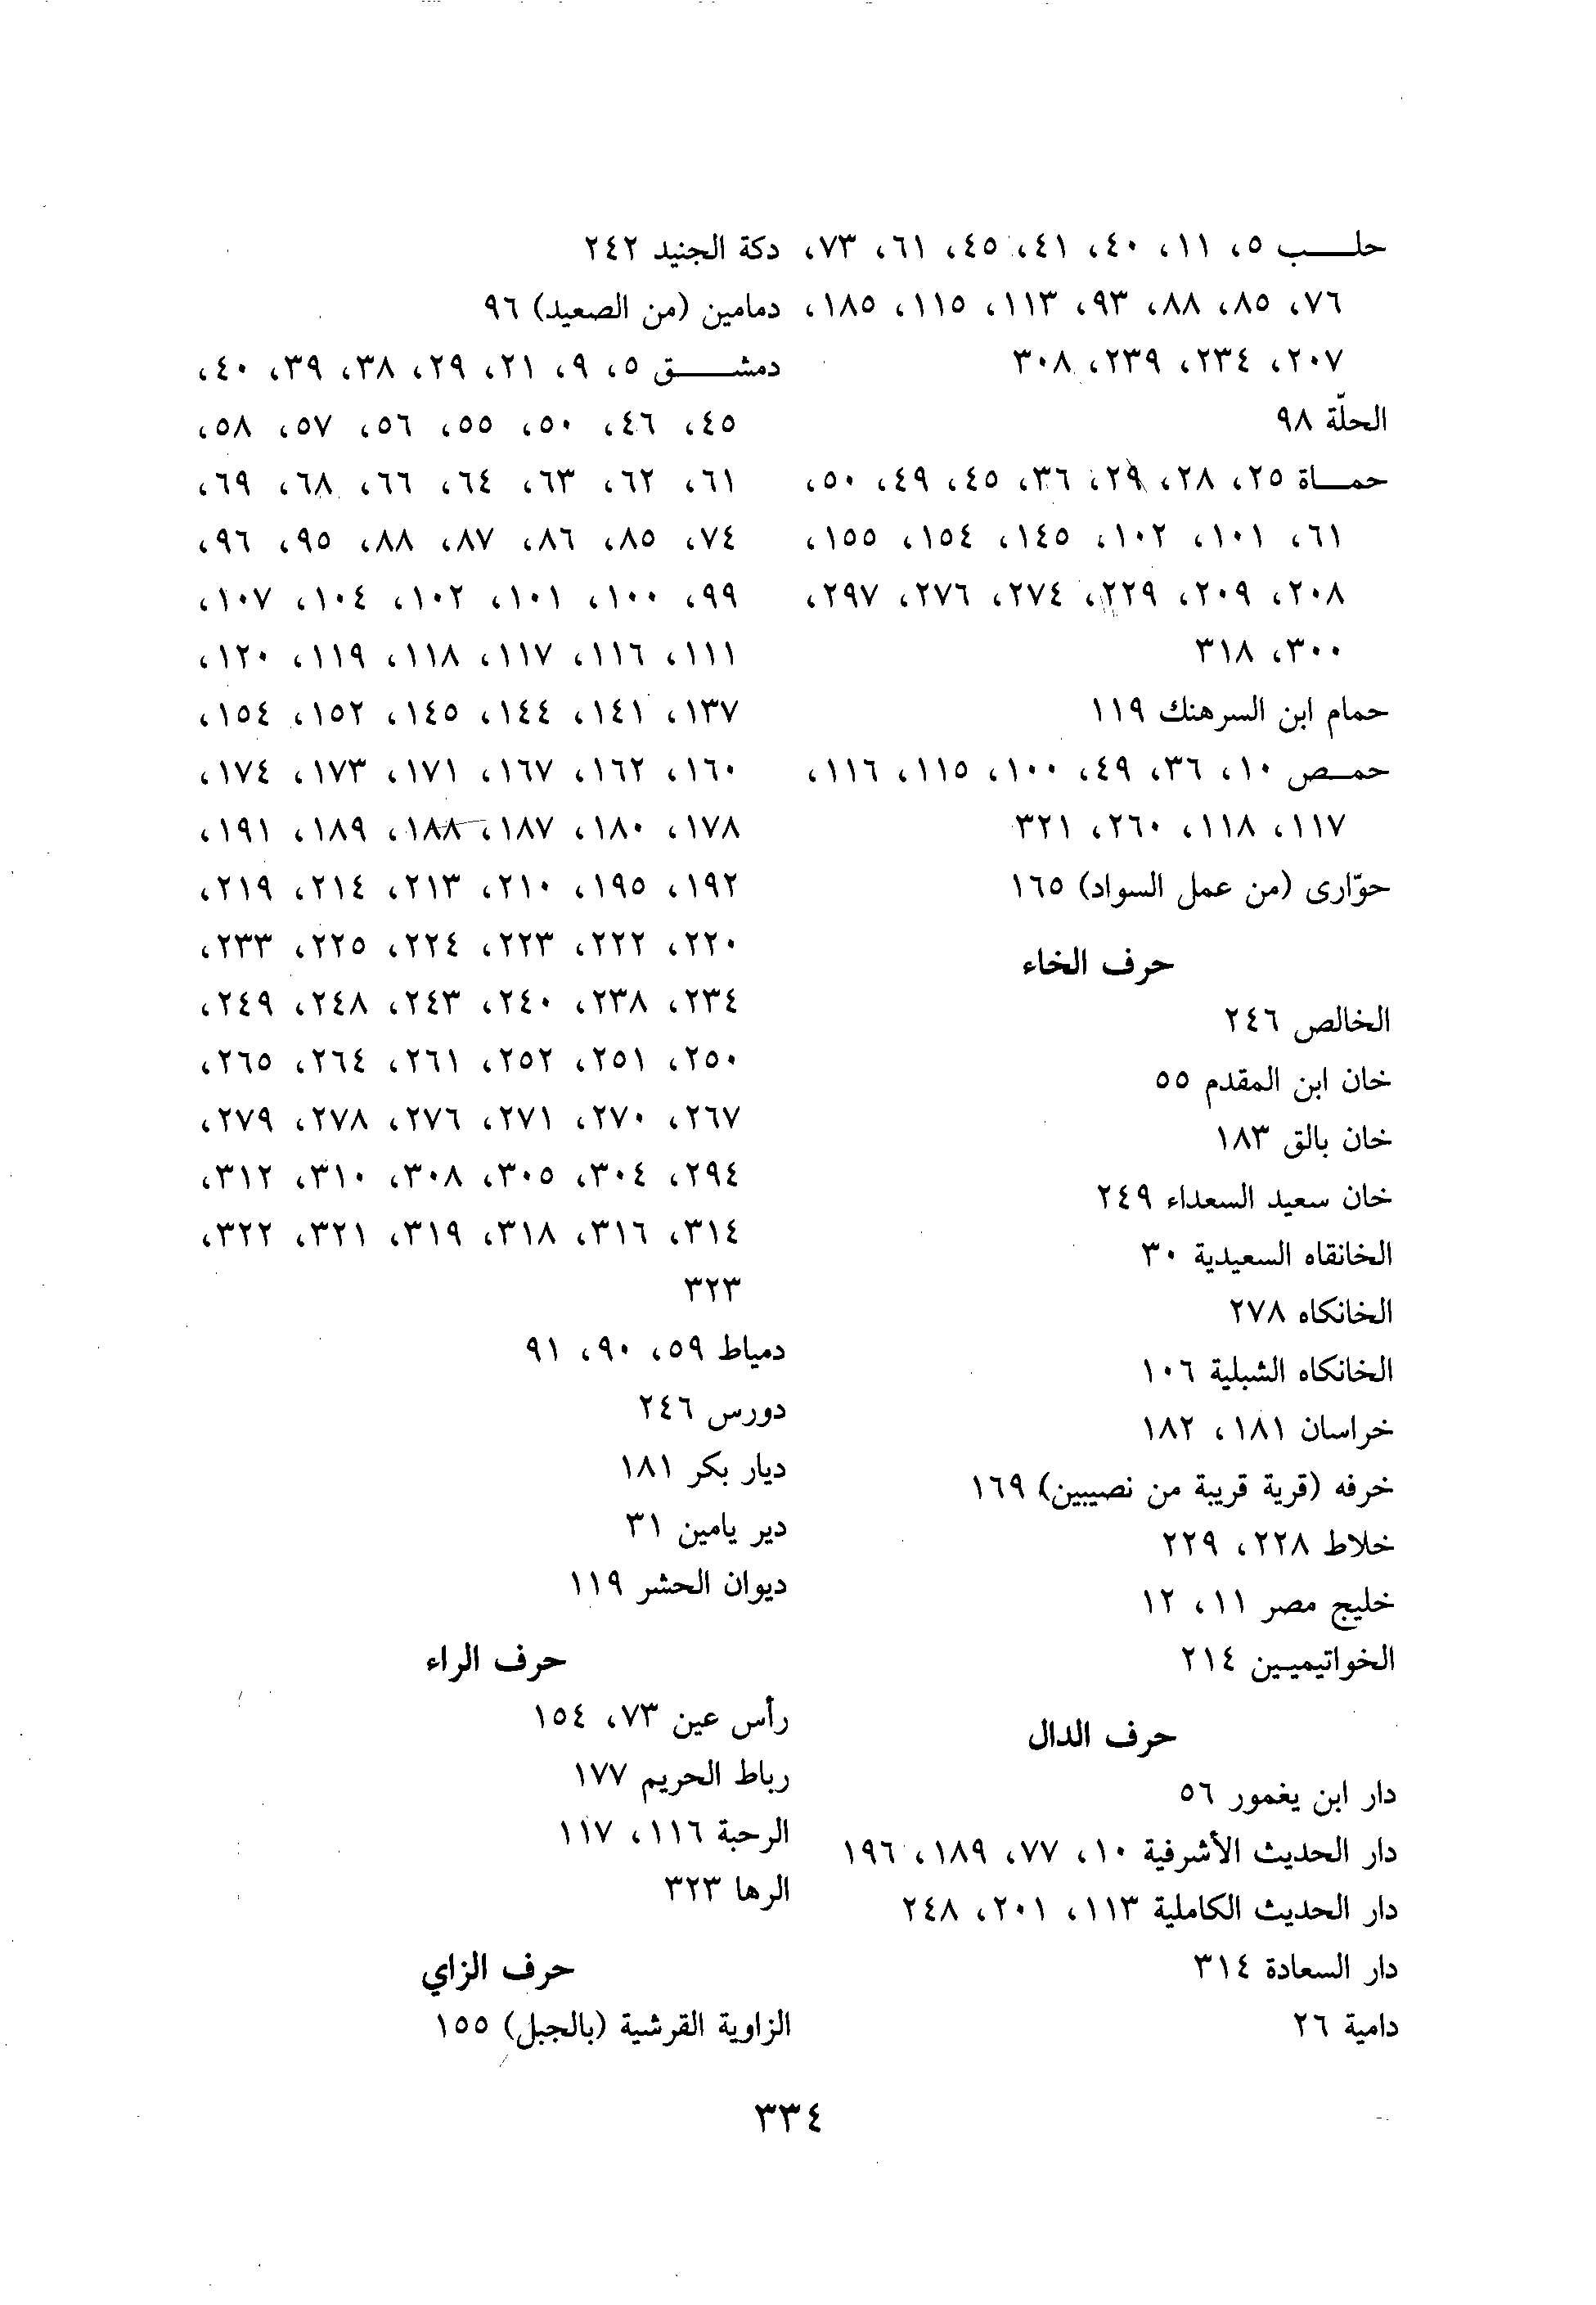 حلب ٥، ١١، ٤٠، ٤١، ٤٥، ٦١، ٧٣،
٧٦، ٨٥، ٨٨، ٩٣، ١١٣، ١١٥، ١٨٥،
٢٠٧، ٢٣٤، ٢٣٩، ٣٠٨
الحلّة ٩٨
حماة ٢٥، ٢٨، ٢٩، ٣٦، ٤٥، ٤٩، ٥٠،
٦١، ١٠١، ١٠٢، ١٤٥، ١٥٤، ١٥٥،
٢٠٨، ٢٠٩، ٢٢٩، ٢٧٤، ٢٧٦، ٢٩٧،
٣٠٠، ٣١٨
حمام ابن السرهنك ١١٩
حمص ١٠، ٣٦، ٤٩، ١٠٠، ١١٥، ١١٦،
١١٧، ١١٨، ٢٦٠، ٣٢١
حوّارى (من عمل السواد) ١٦٥
حرف الخاء
الخالص ٢٤٦
خان ابن المقدم ٥٥
خان بالق ١٨٣
خان سعيد السعداء ٢٤٩
الخانقاه السعيدية ٣٠
الخانكاه ٢٧٨
الخانكاه الشبلية ١٠٦
خراسان ١٨١، ١٨٢
خرفه (قرية قريبة من نصيبين) ١٦٩
خلاط ٢٢٨، ٢٢٩
خليج مصر ١١، ١٢
الخواتيميين ٢١٤
حرف الدال
دار ابن يغمور ٥٦
دار الحديث الأشرفية ١٠، ٧٧، ١٨٩، ١٩٦
دار الحديث الكاملية ١١٣، ٢٠١، ٢٤٨
دار السعادة ٣١٤
دامية ٢٦
دكة الجنيد ٢٤٢
دمامين (من الصعيد) ٩٦
دمشق ٥، ٩، ٢١، ٢٩، ٣٨، ٣٩، ٤٠،
٤٥، ٤٦، ٥٠، ٥٥، ٥٦، ٥٧، ٥٨،
٦١، ٦٢، ٦٣، ٦٤، ٦٦، ٦٨، ٦٩،
٧٤، ٨٥، ٨٦، ٨٧، ٨٨، ٩٥، ٩٦،
٩٩، ١٠٠، ١٠١، ١٠٢، ١٠٤، ١٠٧،
١١١، ١١٦، ١١٧، ١١٨، ١١٩، ١٢٠،
١٣٧، ١٤١، ١٤٤، ١٤٥، ١٥٢، ١٥٤،
١٦٠، ١٦٢، ١٦٧، ١٧١، ١٧٣، ١٧٤،
١٧٨، ١٨٠، ١٨٧، ١٨٨، ١٨٩، ١٩١،
١٩٢، ١٩٥، ٢١٠، ٢١٣، ٢١٤، ٢١٩،
٢٢٠، ٢٢٢، ٢٢٣، ٢٢٤، ٢٢٥، ٢٣٣،
٢٣٤، ٢٣٨، ٢٤٠، ٢٤٣، ٢٤٨، ٢٤٩،
٢٥٠، ٢٥١، ٢٥٢، ٢٦١، ٢٦٤، ٢٦٥،
٢٦٧، ٢٧٠، ٢٧١، ٢٧٦، ٢٧٨، ٢٧٩،
٢٩٤، ٣٠٤، ٣٠٥، ٣٠٨، ٣١٠، ٣١٢،
٣١٤، ٣١٦، ٣١٨، ٣١٩، ٣٢١، ٣٢٢،
٣٢٣
دمياط ٥٩، ٩٠، ٩١
دورس ٢٤٦
ديار بكر ١٨١
دير يامين ٣١
ديوان الحشر ١١٩
حرف الراء
رأس عين ٧٣، ١٥٤
رباط الحريم ١٧٧
الرحبة ١١٦، ١١٧
الرها ٣٢٣
حرف الزاي
الزاوية القرشية (بالجبل) ١٥٥
٣٣٤